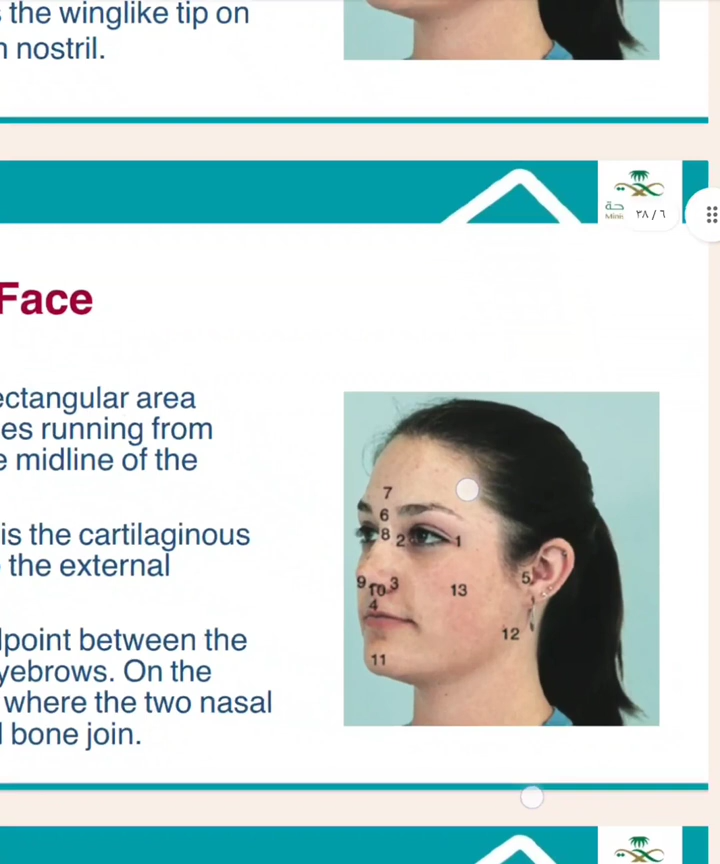 the winglike tip on
nostril.
٣٨ / ٦
Face
ectangular area
es running from
midline of the
is the cartilaginous
the external
dpoint between the
yebrows. On the
where the two nasal
bone join.
7
6
8
2
1
9
10
3
4
5
13
12
11